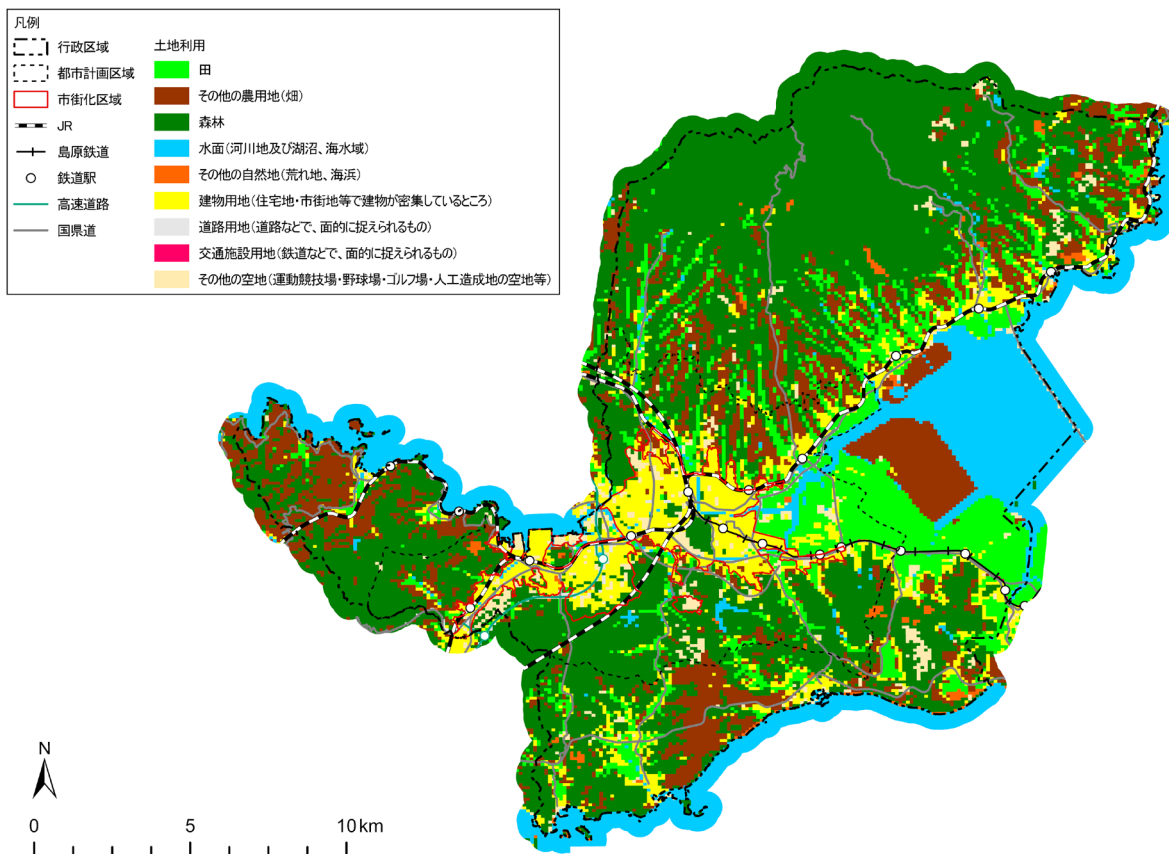 凡例
行政区域
都市計画区域
市街化区域
JR
島原鉄道
鉄道駅
高速道路
国県道
土地利用
田
その他の農用地(畑)
森林
水面(河川地及び湖沼、海水域)
その他の自然地(荒れ地、海浜)
建物用地(住宅地・市街地等で建物が密集しているところ)
道路用地(道路などで、面的に捉えられるもの)
交通施設用地(鉄道などで、面的に捉えられるもの)
その他の空地(運動競技場・野球場・ゴルフ場・人工造成地の空地等)
N
0 5 10km